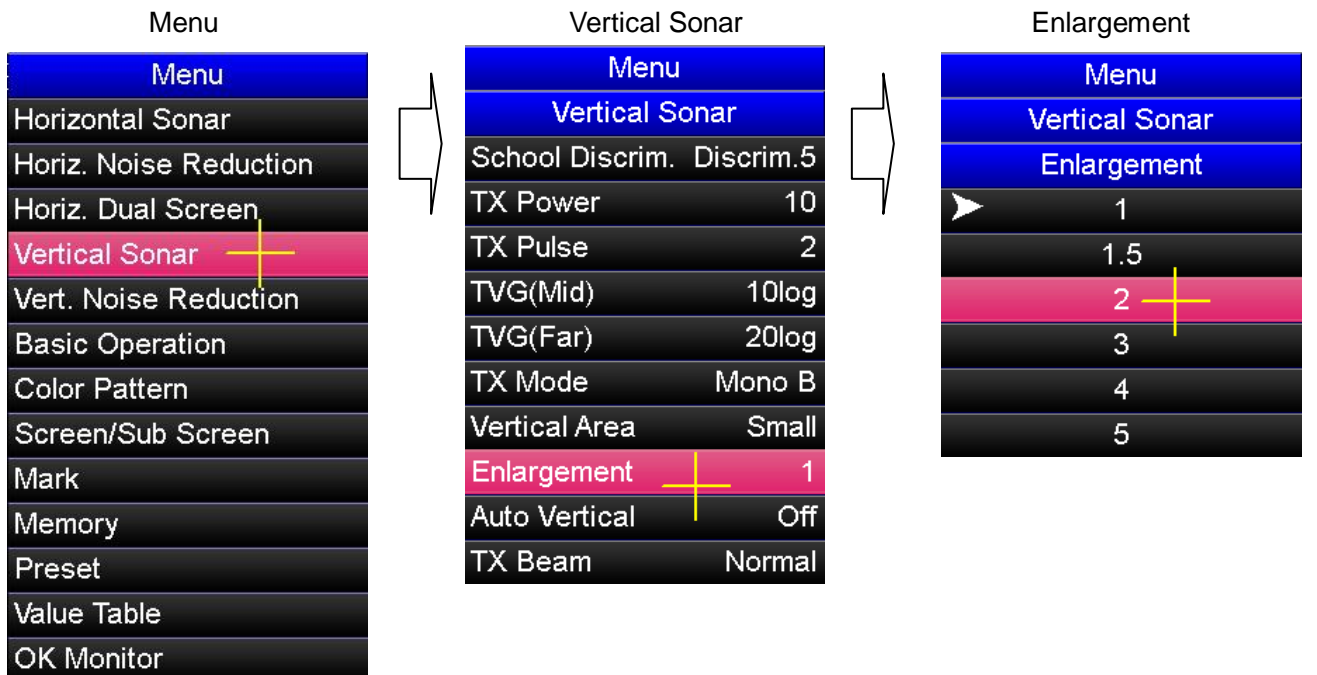 Menu
Menu
Horizontal Sonar
Horiz. Noise Reduction
Horiz. Dual Screen
Vertical Sonar
Vert. Noise Reduction
Basic Operation
Color Pattern
Screen/Sub Screen
Mark
Memory
Preset
Value Table
OK Monitor
Vertical Sonar
Menu
Vertical Sonar
School Discrim. Discrim.5
TX Power 10
TX Pulse 2
TVG(Mid) 10log
TVG(Far) 20log
TX Mode Mono B
Vertical Area Small
Enlargement 1
Auto Vertical Off
TX Beam Normal
Enlargement
Menu
Vertical Sonar
Enlargement
1
1.5
2
3
4
5